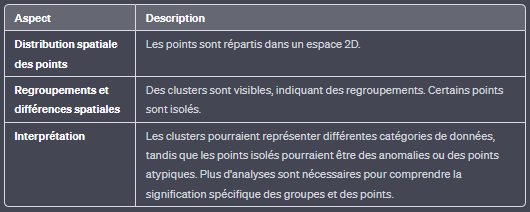 Aspect Description
Distribution spatiale Les points sont répartis dans un espace 2D.
des points
Regroupements et Des clusters sont visibles, indiquant des regroupements. Certains points
différences spatiales sont isolés.
Interprétation Les clusters pourraient représenter différentes catégories de données,
tandis que les points isolés pourraient être des anomalies ou des points
atypiques. Plus d'analyses sont nécessaires pour comprendre la
signification spécifique des groupes et des points.